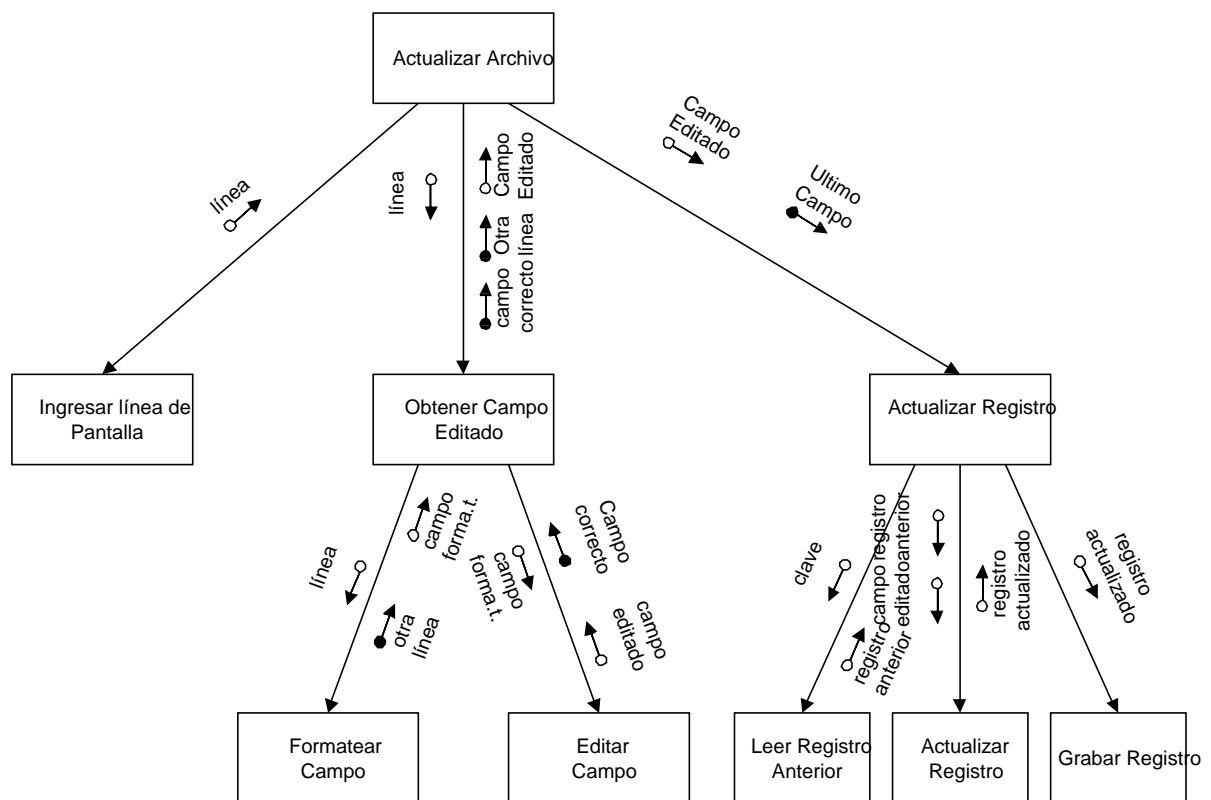 Actualizar Archivo
línea
línea
Campo
Editado
Otra
línea
campo
correcto
Campo
Editado
Ultimo
Campo
Ingresar línea de
Pantalla
Obtener Campo
Editado
Actualizar Registro
línea
campo
forma.t.
otra
línea
campo
forma.t.
Campo
correcto
campo
editado
clave
registro
anterior
campo
editado
registro
anterior
registro
actualizado
registro
actualizado
Formatear
Campo
Editar
Campo
Leer Registro
Anterior
Actualizar
Registro
Grabar Registro